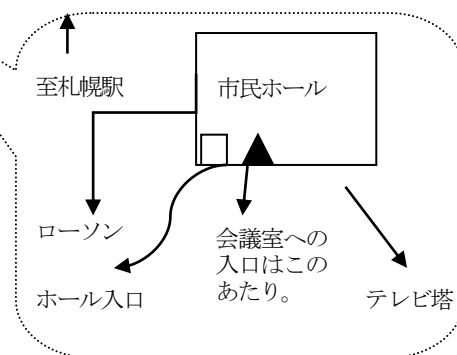 至札幌駅
市民ホール
ローソン
会議室への
入口はこの
あたり。
ホール入口
テレビ塔